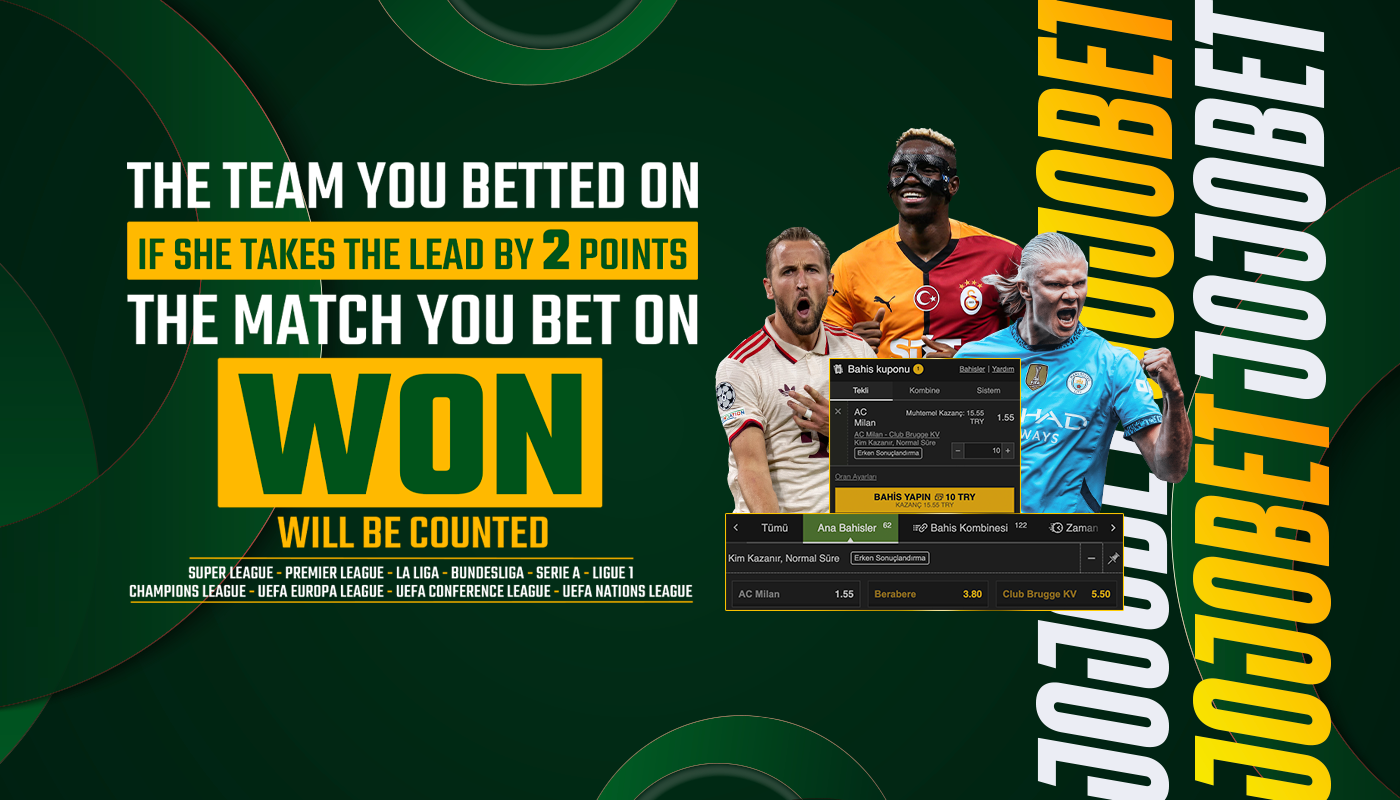 THE TEAM YOU BETTED ON
IF SHE TAKES THE LEAD BY 2 POINTS
THE MATCH YOU BET ON
WON
WILL BE COUNTED
SUPER LEAGUE - PREMIER LEAGUE - LA LIGA - BUNDESLIGA - SERIE A - LIGUE 1
CHAMPIONS LEAGUE - UEFA EUROPA LEAGUE - UEFA CONFERENCE LEAGUE - UEFA NATIONS LEAGUE
Bahis kuponu ! Bahisler | Yardım
Tekli Kombine Sistem
AC Milan Muhtemel Kazanç: 15.55 TRY 1.55
AC Milan - Club Brugge KV
Kim Kazanır, Normal Süre
Erken Sonuçlandırma − 10 +
Oran Ayarları
BAHİS YAPIN 10 TRY
KAZANÇ 15.55 TRY
Tümü Ana Bahisler 62 Bahis Kombinesi 122 Zaman
Kim Kazanır, Normal Süre Erken Sonuçlandırma
AC Milan 1.55 Berabere 3.80 Club Brugge KV 5.50
JOJOBET JOJOBET
JOJOBET JOJOBET